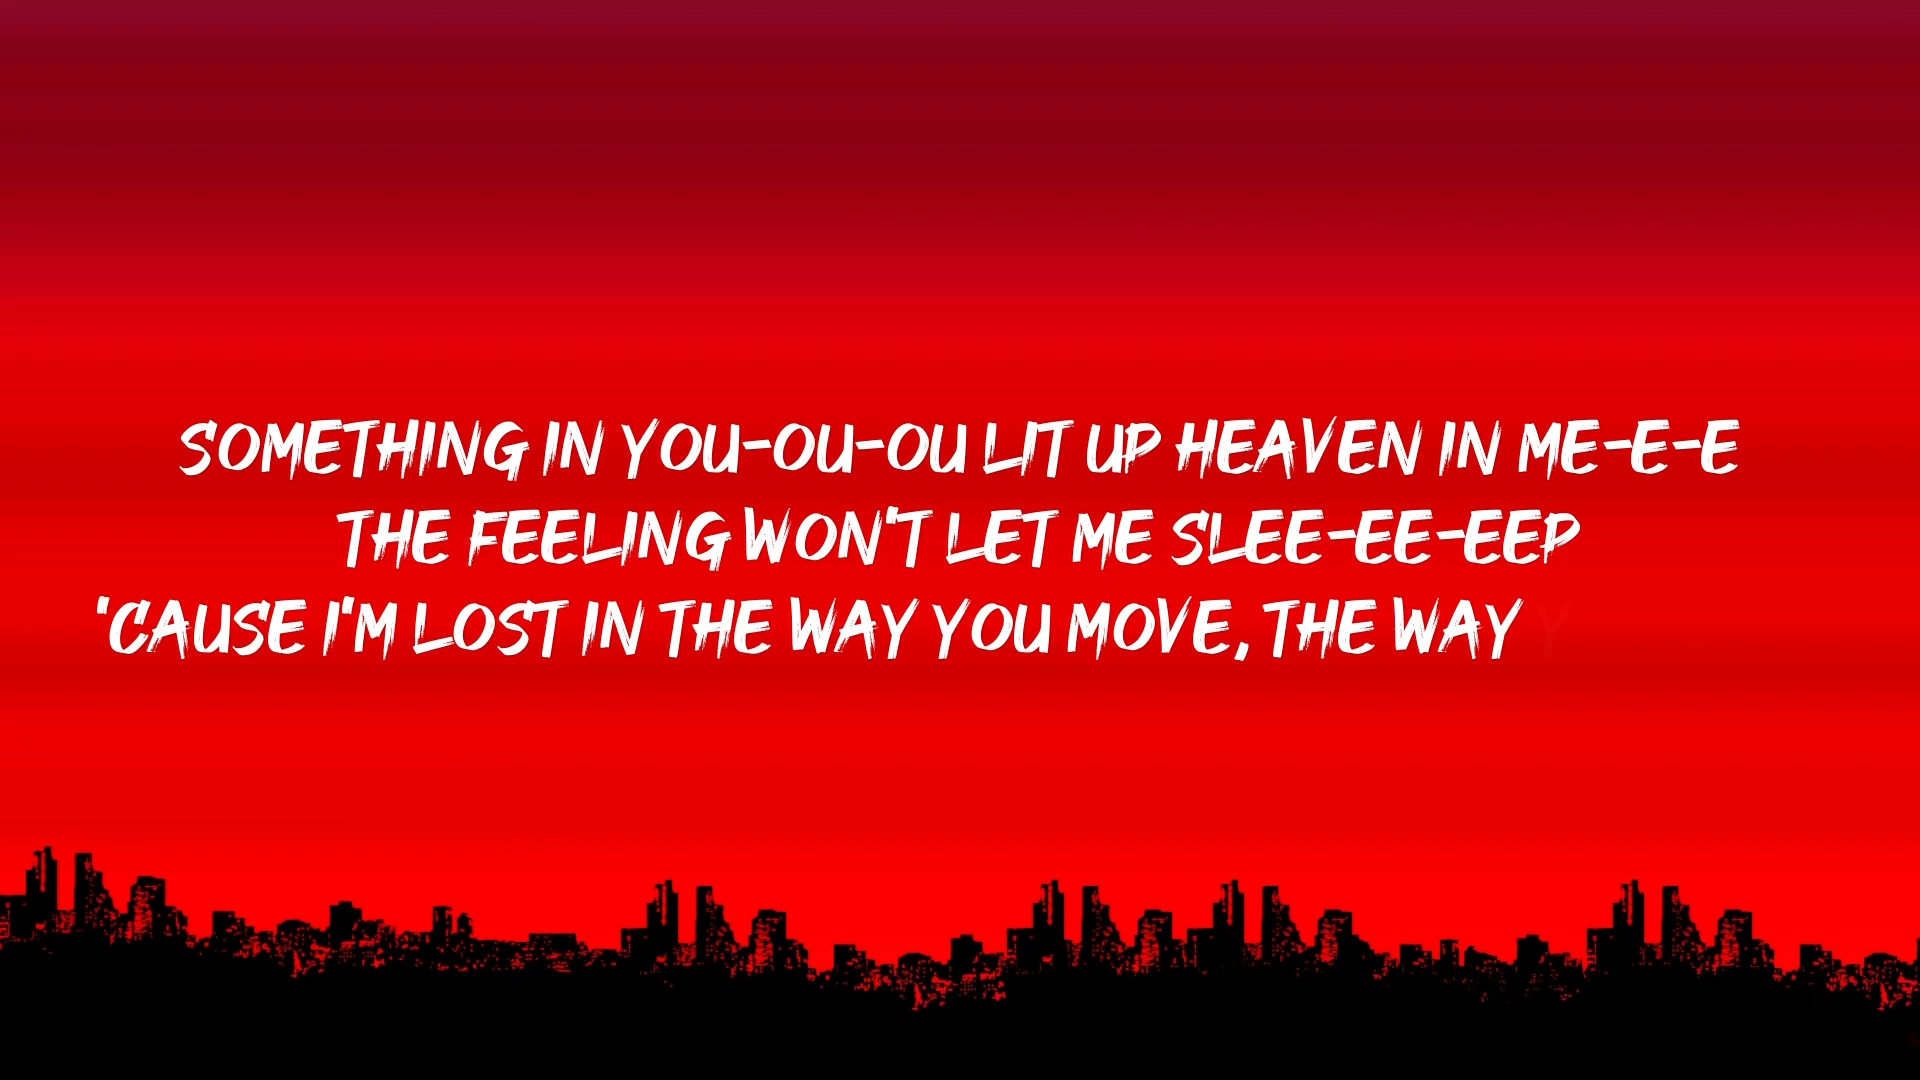 SOMETHING IN YOU-OU-OU LIT UP HEAVEN IN ME-E-E
THE FEELING WON'T LET ME SLEE-EE-EEP
'CAUSE I'M LOST IN THE WAY YOU MOVE, THE WAY Y